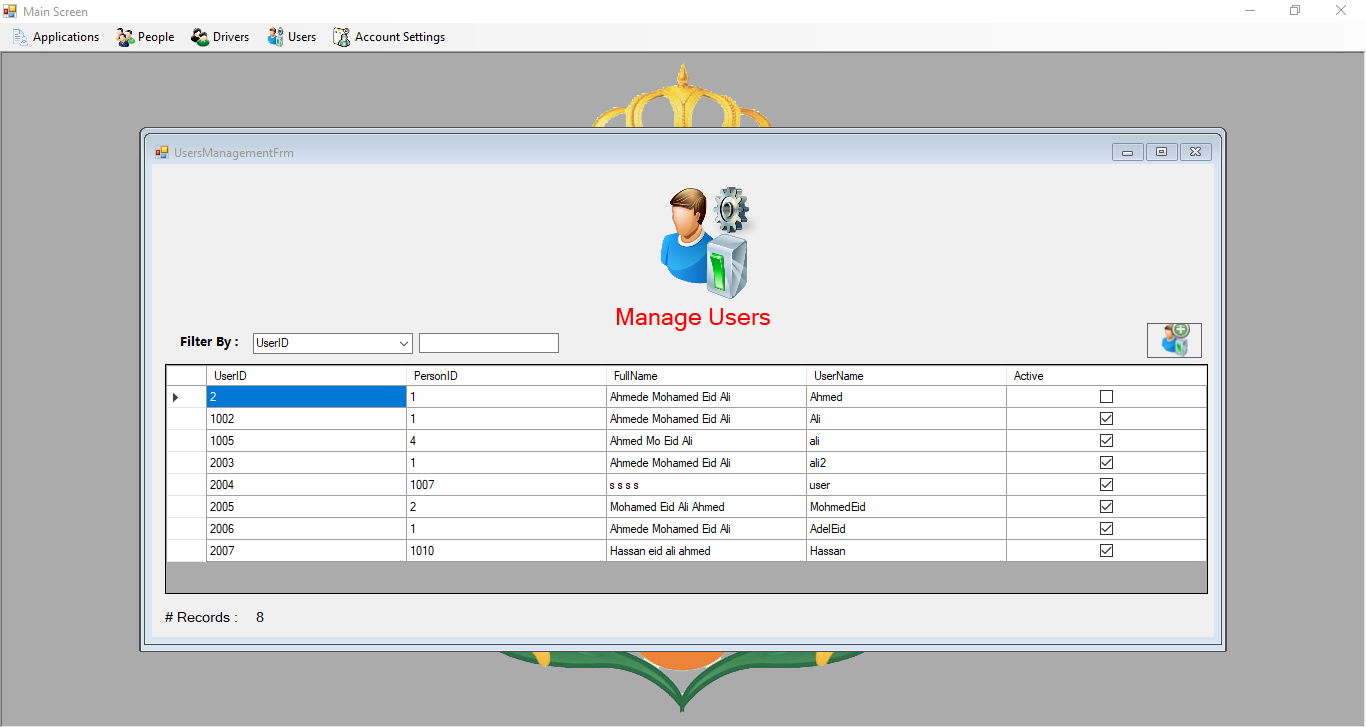 Main Screen
Applications People Drivers Users Account Settings
UsersManagementFrm
Manage Users
Filter By : UserID
UserID PersonID FullName UserName Active
2 1 Ahmede Mohamed Eid Ali Ahmed
1002 1 Ahmede Mohamed Eid Ali Ali
1005 4 Ahmed Mo Eid Ali ali
2003 1 Ahmede Mohamed Eid Ali ali2
2004 1007 s s s s user
2005 2 Mohamed Eid Ali Ahmed MohmedEid
2006 1 Ahmede Mohamed Eid Ali AdelEid
2007 1010 Hassan eid ali ahmed Hassan
# Records : 8